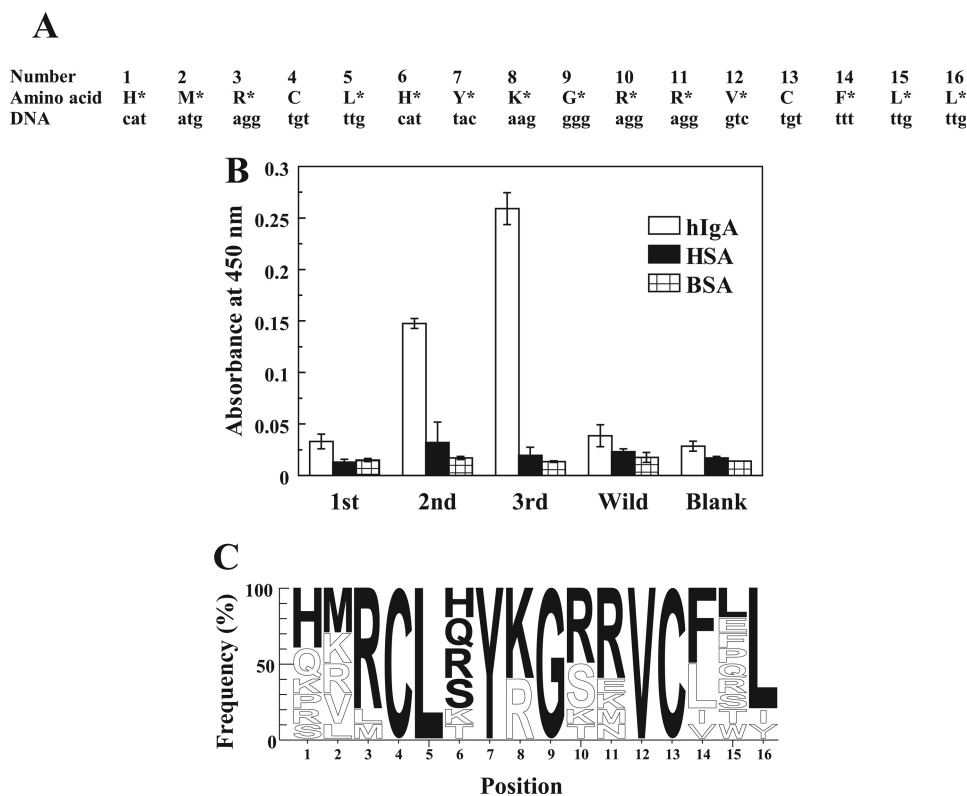 A
Number 1 2 3 4 5 6 7 8 9 10 11 12 13 14 15 16
Amino acid H* M* R* C L* H* Y* K* G* R* R* V* C F* L* L*
DNA cat atg agg tgt ttg cat tac aag ggg agg agg gtc tgt ttt ttg ttg
B
Absorbance at 450 nm
0.3
0.25
0.2
0.15
0.1
0.05
0
hIgA
HSA
BSA
1st 2nd 3rd Wild Blank
C
Frequency (%)
100
50
0
H Q K P R S
M K R V L
R L M
C
L
H Q R S K T
Y
K R
G
R S K T
R E K M N
V
C
F L I V
L E F P Q R S T W
L I Y
1 2 3 4 5 6 7 8 9 10 11 12 13 14 15 16
Position